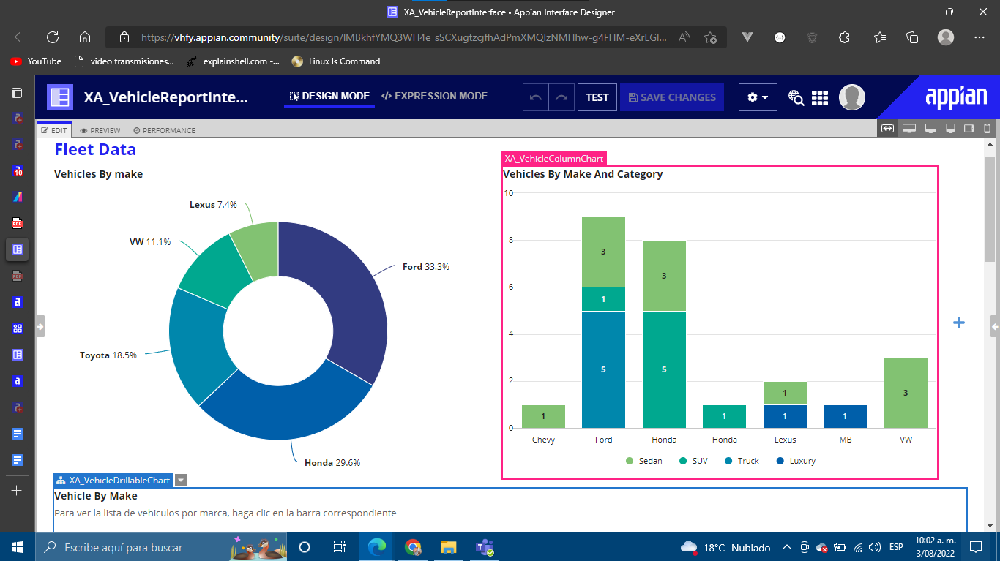 XA_VehicleReportInterface • Appian Interface Designer
https://vhfy.appian.community/suite/design/lMBkhfYMQ3WH4e_sSCXugtzcjfhAdPmXMQlzNMHhw-g4FHM-eXrEGl...
YouTube video transmisiones... explainshell.com -... Linux Is Command
XA_VehicleReportInte... DESIGN MODE </> EXPRESSION MODE TEST SAVE CHANGES appian
EDIT PREVIEW PERFORMANCE
Fleet Data
XA_VehicleColumnChart
Vehicles By make
Vehicles By Make And Category
Lexus 7.4%
VW 11.1%
Ford 33.3%
Toyota 18.5%
Honda 29.6%
10
8
6
4
2
0
1
3
1
5
3
5
1
1
1
1
3
Chevy Ford Honda Honda Lexus MB VW
Sedan SUV Truck Luxury
XA_VehicleDrillableChart
Vehicle By Make
Para ver la lista de vehiculos por marca, haga clic en la barra correspondiente
10
PDF
PDF
Escribe aquí para buscar
18°C Nublado
ESP
10:02 a. m.
3/08/2022